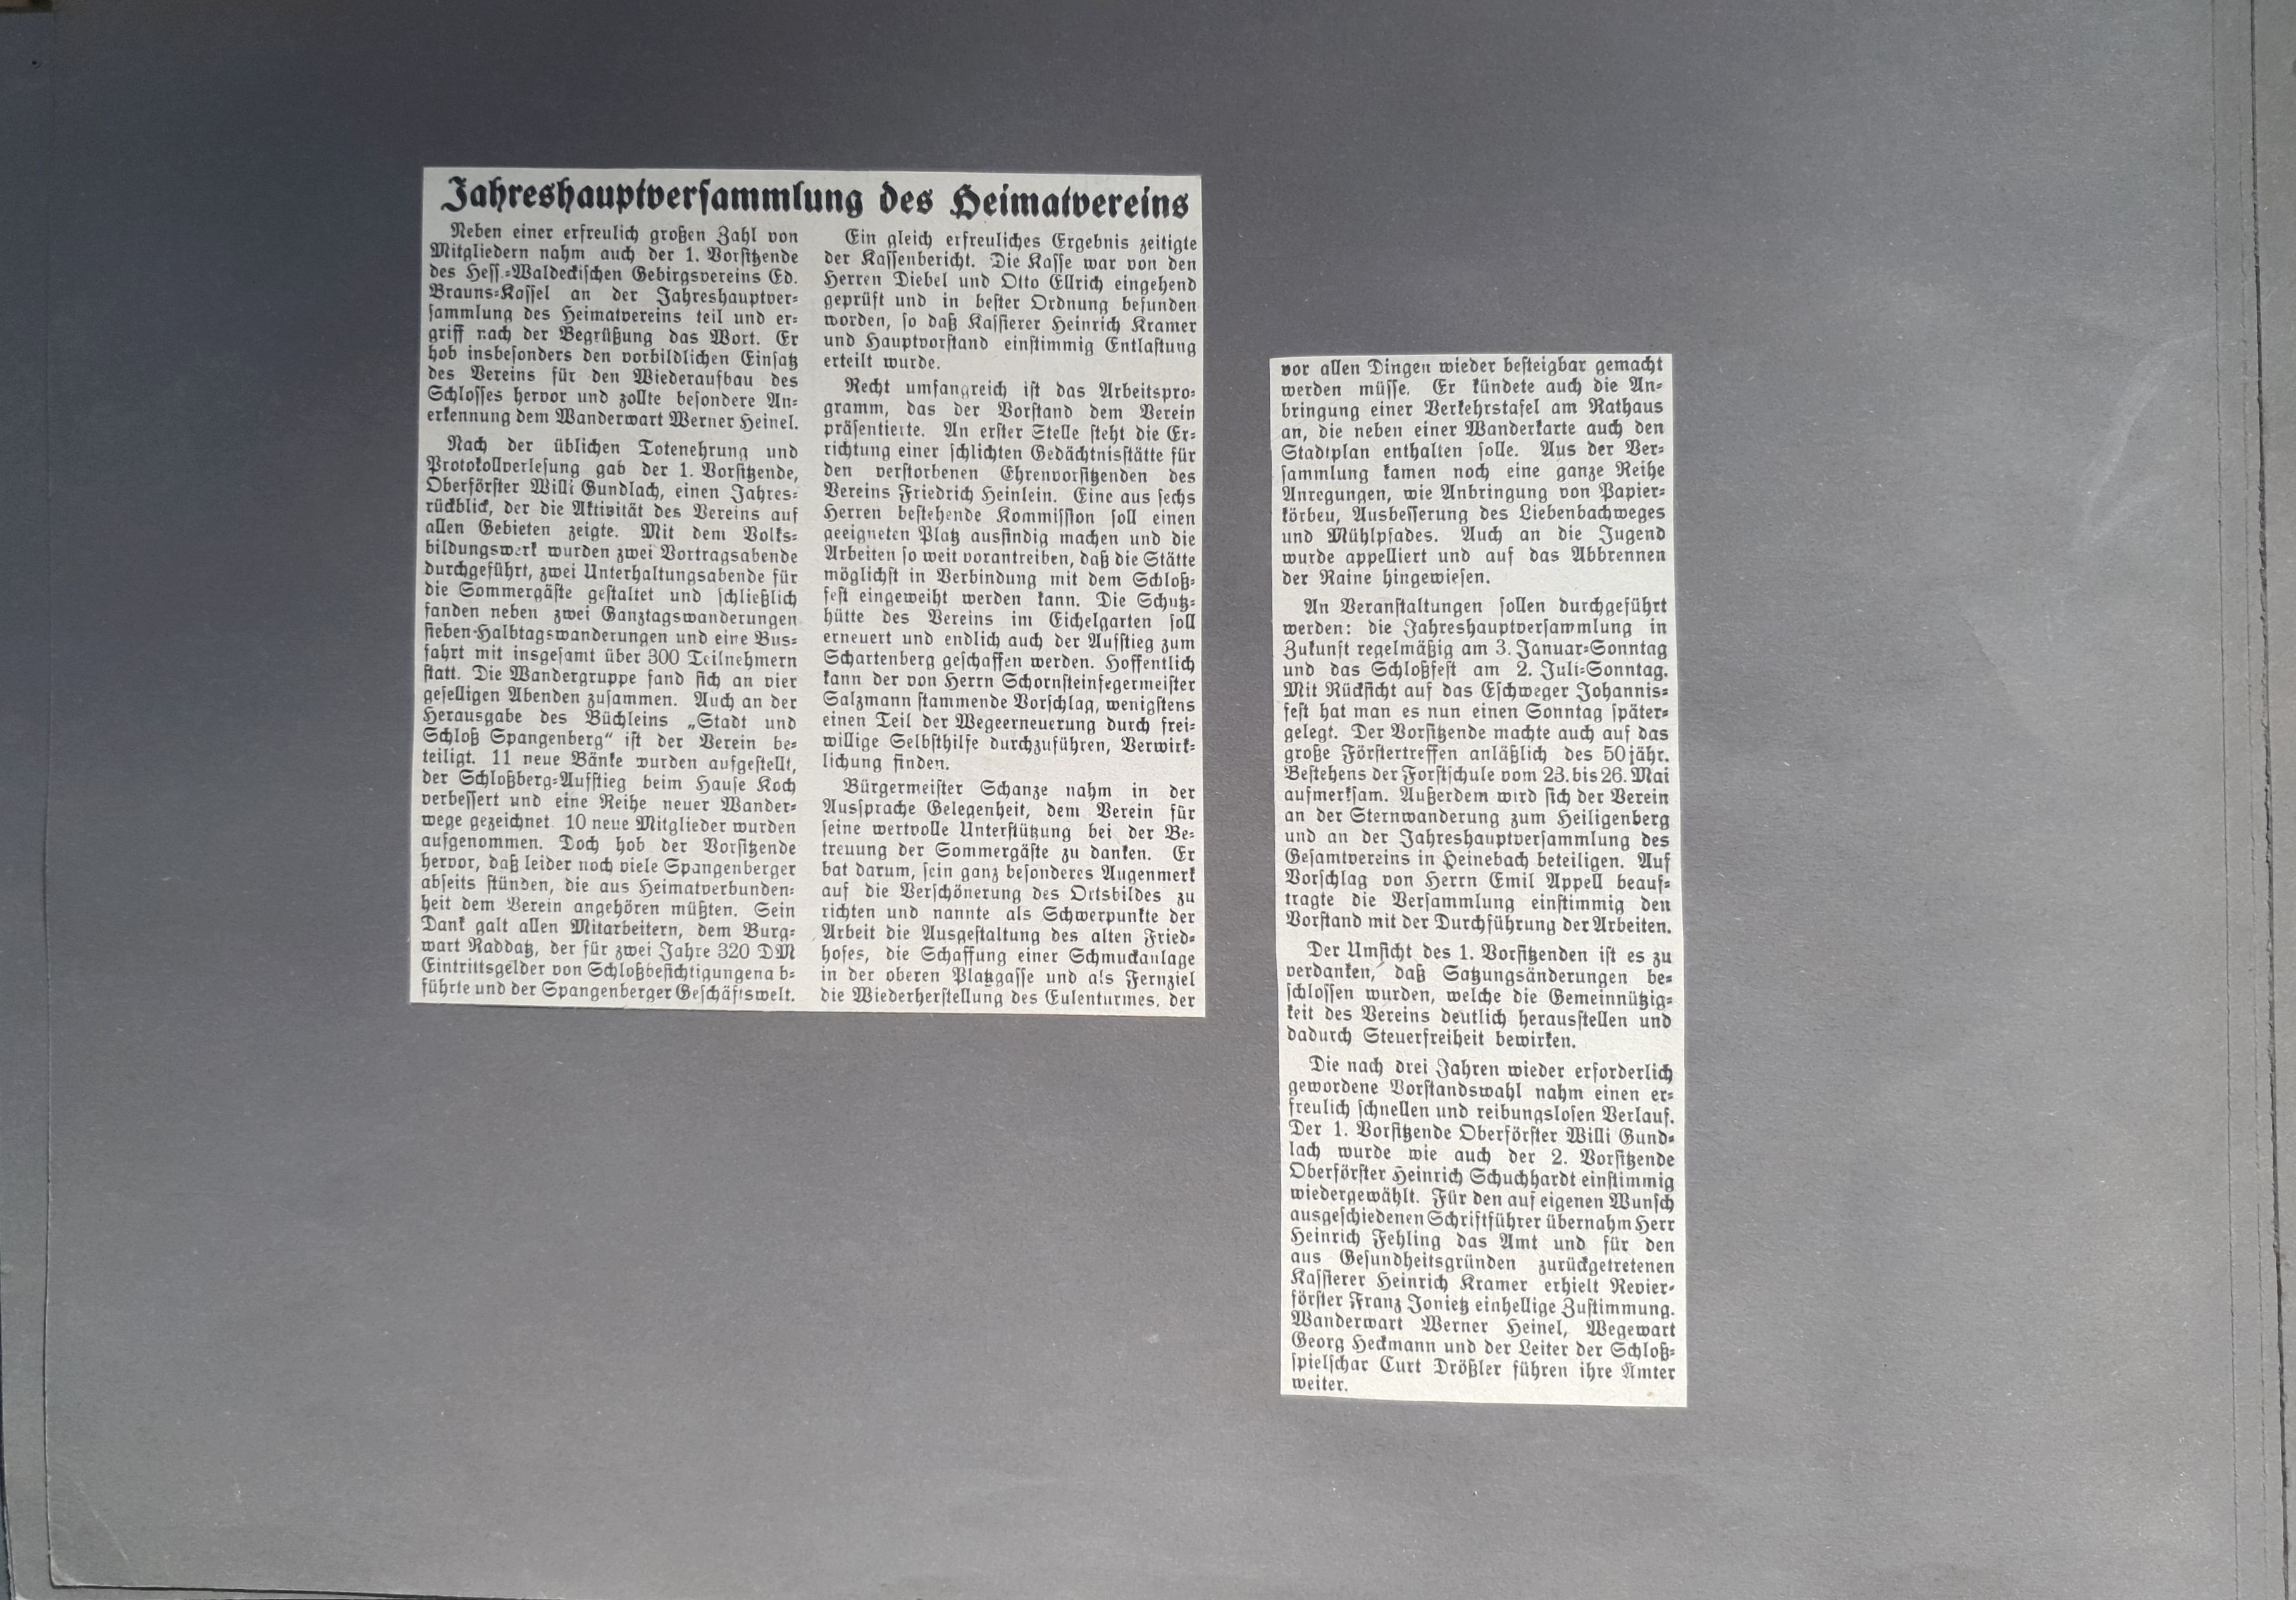 Jahreshauptversammlung des Heimatvereins
Neben einer erfreulich großen Zahl von
Mitgliedern nahm auch der 1. Vorsitzende
des Hess.-Waldeckischen Gebirgsvereins Ed.
Brauns-Kassel an der Jahreshauptver-
sammlung des Heimatvereins teil und er-
griff nach der Begrüßung das Wort. Er
hob insbesonders den vorbildlichen Einsatz
des Vereins für den Wiederaufbau des
Schlosses hervor und zollte besondere An-
erkennung dem Wanderwart Werner Heinel.
Nach der üblichen Totenehrung und
Protokollverlesung gab der 1. Vorsitzende,
Oberförster Willi Gundlach, einen Jahres-
rückblick, der die Aktivität des Vereins auf
allen Gebieten zeigte. Mit dem Volks-
bildungswerk wurden zwei Vortragsabende
durchgeführt, zwei Unterhaltungsabende für
die Sommergäste gestaltet und schließlich
fanden neben zwei Ganztagswanderungen
sieben-Halbtagswanderungen und eine Bus-
fahrt mit insgesamt über 300 Teilnehmern
statt. Die Wandergruppe fand sich an vier
geselligen Abenden zusammen. Auch an der
Herausgabe des Büchleins „Stadt und
Schloß Spangenberg“ ist der Verein be-
teiligt. 11 neue Bänke wurden aufgestellt,
der Schloßberg-Aufstieg beim Hause Koch
verbessert und eine Reihe neuer Wander-
wege gezeichnet. 10 neue Mitglieder wurden
aufgenommen. Doch hob der Vorsitzende
hervor, daß leider noch viele Spangenberger
abseits stünden, die aus Heimatverbunden-
heit dem Verein angehören müßten. Sein
Dank galt allen Mitarbeitern, dem Burg-
wart Raddatz, der für zwei Jahre 320 DM
Eintrittsgelder von Schloßbesichtigungena b-
führte und der Spangenberger Geschäftswelt.
Ein gleich erfreuliches Ergebnis zeitigte
der Kassenbericht. Die Kasse war von den
Herren Diebel und Otto Ellrich eingehend
geprüft und in bester Ordnung befunden
worden, so daß Kassierer Heinrich Kramer
und Hauptvorstand einstimmig Entlastung
erteilt wurde.
Recht umfangreich ist das Arbeitspro-
gramm, das der Vorstand dem Verein
präsentierte. An erster Stelle steht die Er-
richtung einer schlichten Gedächtnisstätte für
den verstorbenen Ehrenvorsitzenden des
Vereins Friedrich Heinlein. Eine aus sechs
Herren bestehende Kommission soll einen
geeigneten Platz ausfindig machen und die
Arbeiten so weit vorantreiben, daß die Stätte
möglichst in Verbindung mit dem Schloß-
fest eingeweiht werden kann. Die Schutz-
hütte des Vereins im Eichelgarten soll
erneuert und endlich auch der Aufstieg zum
Schartenberg geschaffen werden. Hoffentlich
kann der von Herrn Schornsteinfegermeister
Salzmann stammende Vorschlag, wenigstens
einen Teil der Wegeerneuerung durch frei-
willige Selbsthilfe durchzuführen, Verwirk-
lichung finden.
Bürgermeister Schanze nahm in der
Aussprache Gelegenheit, dem Verein für
seine wertvolle Unterstützung bei der Be-
treuung der Sommergäste zu danken. Er
bat darum, sein ganz besonderes Augenmerk
auf die Verschönerung des Ortsbildes zu
richten und nannte als Schwerpunkte der
Arbeit die Ausgestaltung des alten Fried-
hofes, die Schaffung einer Schmuckanlage
in der oberen Platzgasse und als Fernziel
die Wiederherstellung des Eulenturmes, der
vor allen Dingen wieder besteigbar gemacht
werden müsse. Er kündete auch die An-
bringung einer Verkehrstafel am Rathaus
an, die neben einer Wanderkarte auch den
Stadtplan enthalten solle. Aus der Ver-
sammlung kamen noch eine ganze Reihe
Anregungen, wie Anbringung von Papier-
körbeu, Ausbesserung des Liebenbachweges
und Mühlpfades. Auch an die Jugend
wurde appelliert und auf das Abbrennen
der Raine hingewiesen.
An Veranstaltungen sollen durchgeführt
werden: die Jahreshauptversammlung in
Zukunft regelmäßig am 3. Januar-Sonntag
und das Schloßfest am 2. Juli-Sonntag.
Mit Rücksicht auf das Eschweger Johannis-
fest hat man es nun einen Sonntag später-
gelegt. Der Vorsitzende machte auch auf das
große Förstertreffen anläßlich des 50jähr.
Bestehens der Forstschule vom 23. bis 26. Mai
aufmerksam. Außerdem wird sich der Verein
an der Sternwanderung zum Heiligenberg
und an der Jahreshauptversammlung des
Gesamtvereins in Heinebach beteiligen. Auf
Vorschlag von Herrn Emil Appell beauf-
tragte die Versammlung einstimmig den
Vorstand mit der Durchführung der Arbeiten.
Der Umsicht des 1. Vorsitzenden ist es zu
verdanken, daß Satzungsänderungen be-
schlossen wurden, welche die Gemeinnützig-
keit des Vereins deutlich herausstellen und
dadurch Steuerfreiheit bewirken.
Die nach drei Jahren wieder erforderlich
gewordene Vorstandswahl nahm einen er-
freulich schnellen und reibungslosen Verlauf.
Der 1. Vorsitzende Oberförster Willi Gund-
lach wurde wie auch der 2. Vorsitzende
Oberförster Heinrich Schuchhardt einstimmig
wiedergewählt. Für den auf eigenen Wunsch
ausgeschiedenen Schriftführer übernahm Herr
Heinrich Fehling das Amt und für den
aus Gesundheitsgründen zurückgetretenen
Kassierer Heinrich Kramer erhielt Revier-
förster Franz Jonietz einhellige Zustimmung.
Wanderwart Werner Heinel, Wegewart
Georg Heckmann und der Leiter der Schloß-
spielschar Curt Drößler führen ihre Ämter
weiter.